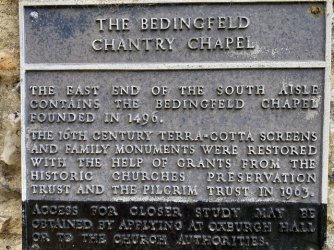 THE BEDINGFELD
CHANTRY CHAPEL
THE EAST END OF THE SOUTH AISLE
CONTAINS THE BEDINGFELD CHAPEL
FOUNDED IN 1496.
THE 16TH CENTURY TERRA-COTTA SCREENS
AND FAMILY MONUMENTS WERE RESTORED
WITH THE HELP OF GRANTS FROM THE
HISTORIC CHURCHES PRESERVATION
TRUST AND THE PILGRIM TRUST IN 1963.
ACCESS FOR CLOSER STUDY MAY BE
OBTAINED BY APPLYING AT OXBURGH HALL
OR TO THE CHURCH AUTHORITIES.